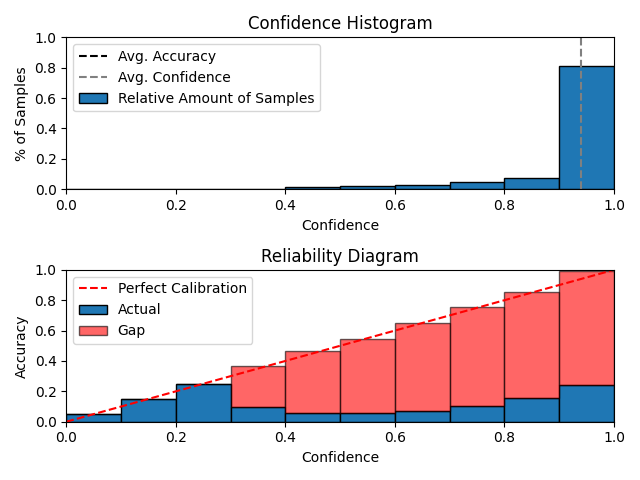 Confidence Histogram
1.0
0.8
0.6
0.4
0.2
0.0
% of Samples
Avg. Accuracy
Avg. Confidence
Relative Amount of Samples
0.0 0.2 0.4 0.6 0.8 1.0
Confidence
Reliability Diagram
1.0
0.8
0.6
0.4
0.2
0.0
Accuracy
Perfect Calibration
Actual
Gap
0.0 0.2 0.4 0.6 0.8 1.0
Confidence